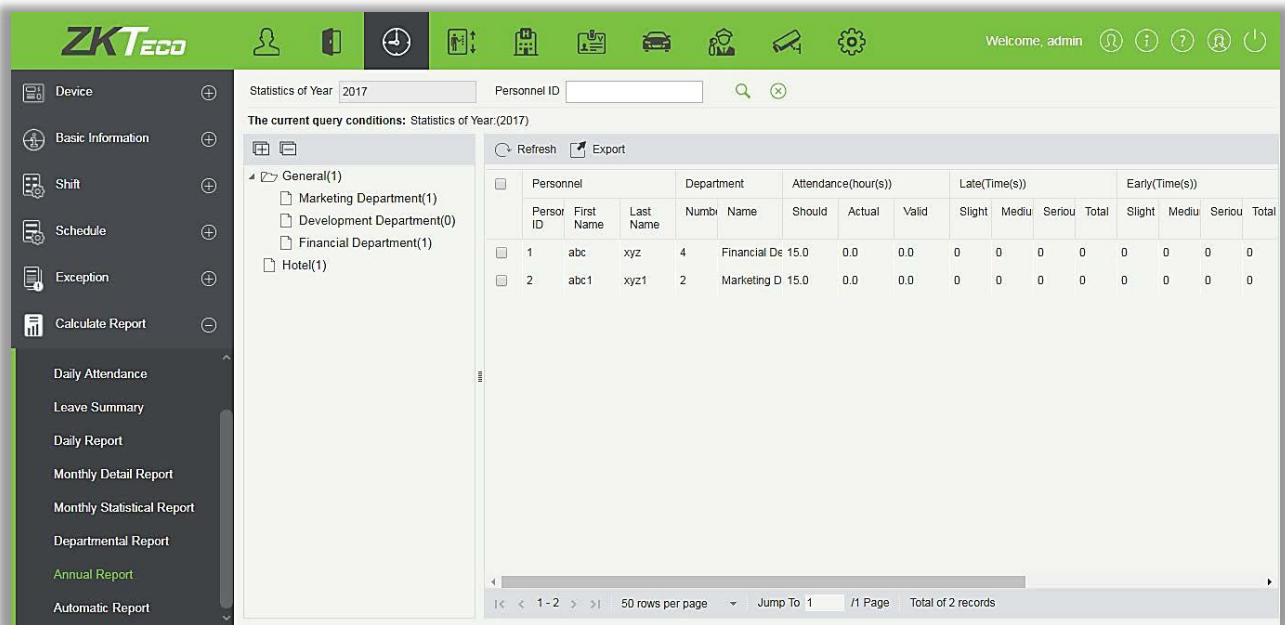 ZKTECO
Welcome, admin
Device
Basic Information
Shift
Schedule
Exception
Calculate Report
Daily Attendance
Leave Summary
Daily Report
Monthly Detail Report
Monthly Statistical Report
Departmental Report
Annual Report
Automatic Report
Statistics of Year 2017 Personnel ID
The current query conditions: Statistics of Year:(2017)
General(1)
Marketing Department(1)
Development Department(0)
Financial Department(1)
Hotel(1)
Refresh Export
Personnel Department Attendance(hour(s)) Late(Time(s)) Early(Time(s))
Person ID First Name Last Name Numbe Name Should Actual Valid Slight Mediu Seriou Total Slight Mediu Seriou Total
1 abc xyz 4 Financial De 15.0 0.0 0.0 0 0 0 0 0 0 0 0
2 abc1 xyz1 2 Marketing D 15.0 0.0 0.0 0 0 0 0 0 0 0 0
|< < 1-2 > >| 50 rows per page Jump To 1 /1 Page Total of 2 records